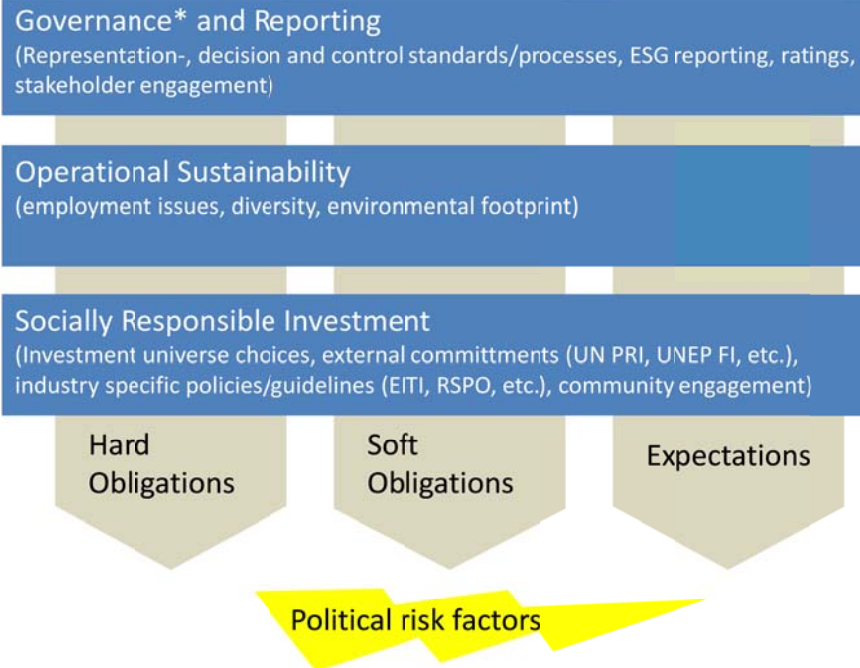 Governance* and Reporting
(Representation-, decision and control standards/processes, ESG reporting, ratings,
stakeholder engagement)
Operational Sustainability
(employment issues, diversity, environmental footprint)
Socially Responsible Investment
(Investment universe choices, external committments (UN PRI, UNEP FI, etc.),
industry specific policies/guidelines (EITI, RSPO, etc.), community engagement)
Hard
Obligations
Soft
Obligations
Expectations
Political risk factors